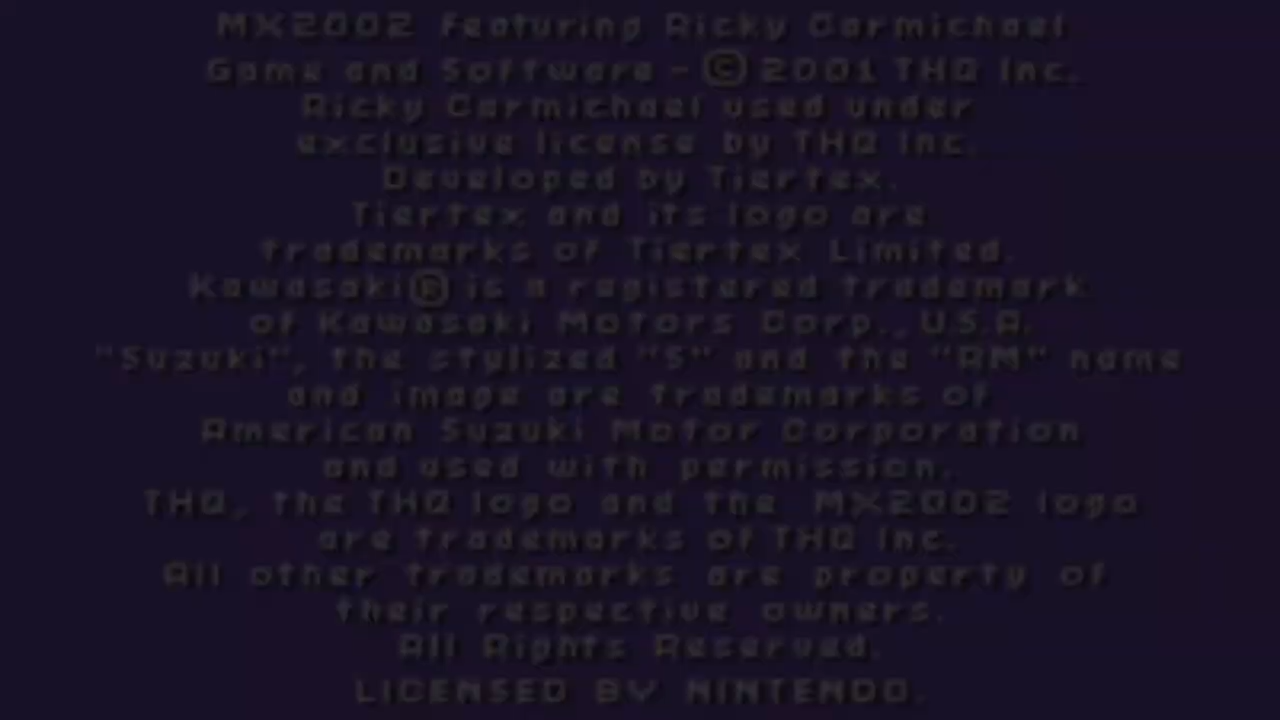 MX2002 Featuring Ricky Carmichael
Game and Software - © 2001 THQ Inc.
Ricky Carmichael used under
exclusive license by THQ Inc.
Developed by Tiertex.
Tiertex and its logo are
trademarks of Tiertex Limited.
Kawasaki® is a registered trademark
of Kawasaki Motors Corp., U.S.A.
"Suzuki", the stylized "S" and the "RM" name
and image are trademarks of
American Suzuki Motor Corporation
and used with permission.
THQ, the THQ logo and the MX2002 logo
are trademarks of THQ Inc.
All other trademarks are property of
their respective owners.
All Rights Reserved.
LICENSED BY NINTENDO.